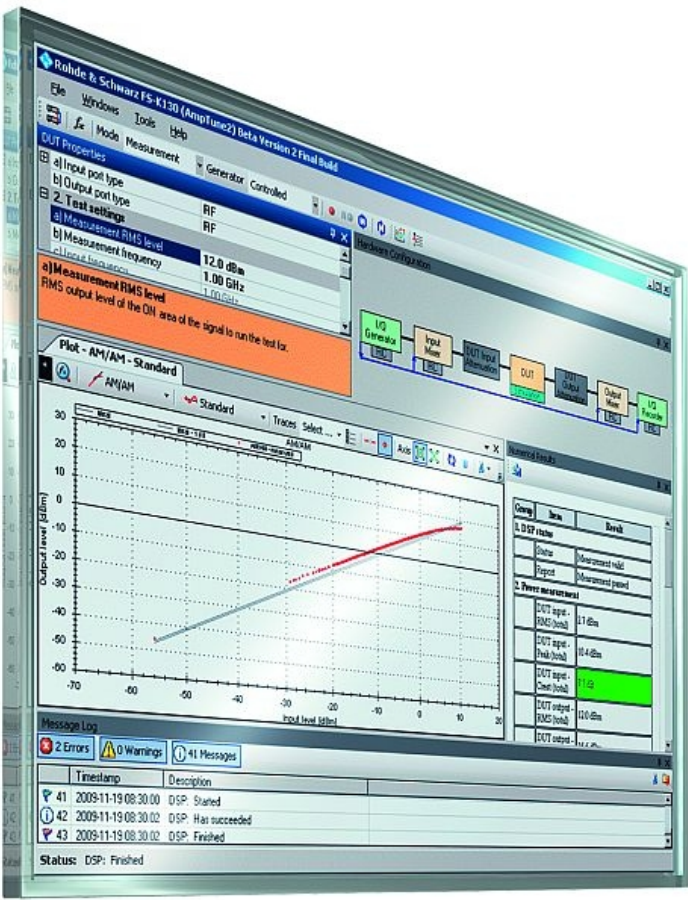 Rohde & Schwarz FS-K130 (AmpTune2) Beta Version 2 Final Build
File Windows Tools Help
Mode Measurement Generator Controlled
DUT Properties
a) Input port type RF
b) Output port type RF
2. Test settings
a) Measurement RMS level 12.0 dBm
b) Measurement frequency 1.00 GHz
c) Input frequency 1.00 GHz
a) Measurement RMS level
RMS output level of the ON area of the signal to run the test for.
Hardware Configuration
I/Q Generator
Input Mixer
DUT Input Attenuation
DUT
DUT Output Attenuation
Output Mixer
I/Q Recorder
Plot - AM/AM - Standard
AM/AM Standard Traces Select ... Axis
AM/AM
30
20
10
0
-10
-20
-30
-40
-50
-60
Output level [dBm]
-70 -60 -50 -40 -30 -20 -10 0 10 20
Input level [dBm]
Numerical Results
Group Item Result
1. DSP status
Status Measurement valid
Report Measurement passed
2. Power measurement
DUT input - RMS (total)
DUT input - Peak (total) 10.4 dBm
DUT input - Crest (total)
DUT output - RMS (total) 12.0 dBm
DUT output -
Message Log
2 Errors 0 Warnings 41 Messages
Timestamp Description
41 2009-11-19 08:30:00 DSP: Started
42 2009-11-19 08:30:02 DSP: Has succeeded
43 2009-11-19 08:30:02 DSP: Finished
Status: DSP: Finished